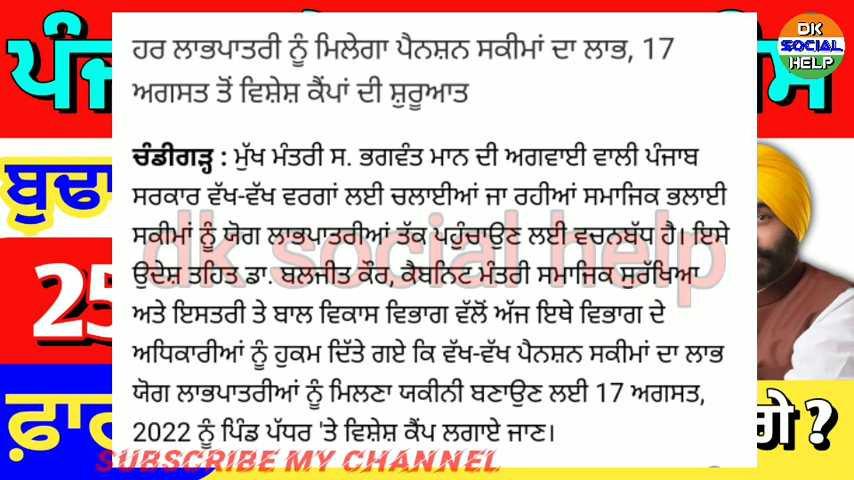 DK
SOCIAL
HELP
ਹਰ ਲਾਭਪਾਤਰੀ ਨੂੰ ਮਿਲੇਗਾ ਪੈਨਸ਼ਨ ਸਕੀਮਾਂ ਦਾ ਲਾਭ, 17
ਅਗਸਤ ਤੋਂ ਵਿਸ਼ੇਸ਼ ਕੈਂਪਾਂ ਦੀ ਸ਼ੁਰੂਆਤ
ਚੰਡੀਗੜ੍ਹ : ਮੁੱਖ ਮੰਤਰੀ ਸ. ਭਗਵੰਤ ਮਾਨ ਦੀ ਅਗਵਾਈ ਵਾਲੀ ਪੰਜਾਬ
ਸਰਕਾਰ ਵੱਖ-ਵੱਖ ਵਰਗਾਂ ਲਈ ਚਲਾਈਆਂ ਜਾ ਰਹੀਆਂ ਸਮਾਜਿਕ ਭਲਾਈ
ਸਕੀਮਾਂ ਨੂੰ ਯੋਗ ਲਾਭਪਾਤਰੀਆਂ ਤੱਕ ਪਹੁੰਚਾਉਣ ਲਈ ਵਚਨਬੱਧ ਹੈ। ਇਸੇ
dk social help
ਉਦੇਸ਼ ਤਹਿਤ ਡਾ. ਬਲਜੀਤ ਕੌਰ, ਕੈਬਨਿਟ ਮੰਤਰੀ ਸਮਾਜਿਕ ਸੁਰੱਖਿਆ
ਅਤੇ ਇਸਤਰੀ ਤੇ ਬਾਲ ਵਿਕਾਸ ਵਿਭਾਗ ਵੱਲੋਂ ਅੱਜ ਇਥੇ ਵਿਭਾਗ ਦੇ
ਅਧਿਕਾਰੀਆਂ ਨੂੰ ਹੁਕਮ ਦਿੱਤੇ ਗਏ ਕਿ ਵੱਖ-ਵੱਖ ਪੈਨਸ਼ਨ ਸਕੀਮਾਂ ਦਾ ਲਾਭ
ਯੋਗ ਲਾਭਪਾਤਰੀਆਂ ਨੂੰ ਮਿਲਣਾ ਯਕੀਨੀ ਬਣਾਉਣ ਲਈ 17 ਅਗਸਤ,
2022 ਨੂੰ ਪਿੰਡ ਪੱਧਰ 'ਤੇ ਵਿਸ਼ੇਸ਼ ਕੈਂਪ ਲਗਾਏ ਜਾਣ।
SUBSCRIBE MY CHANNEL
25